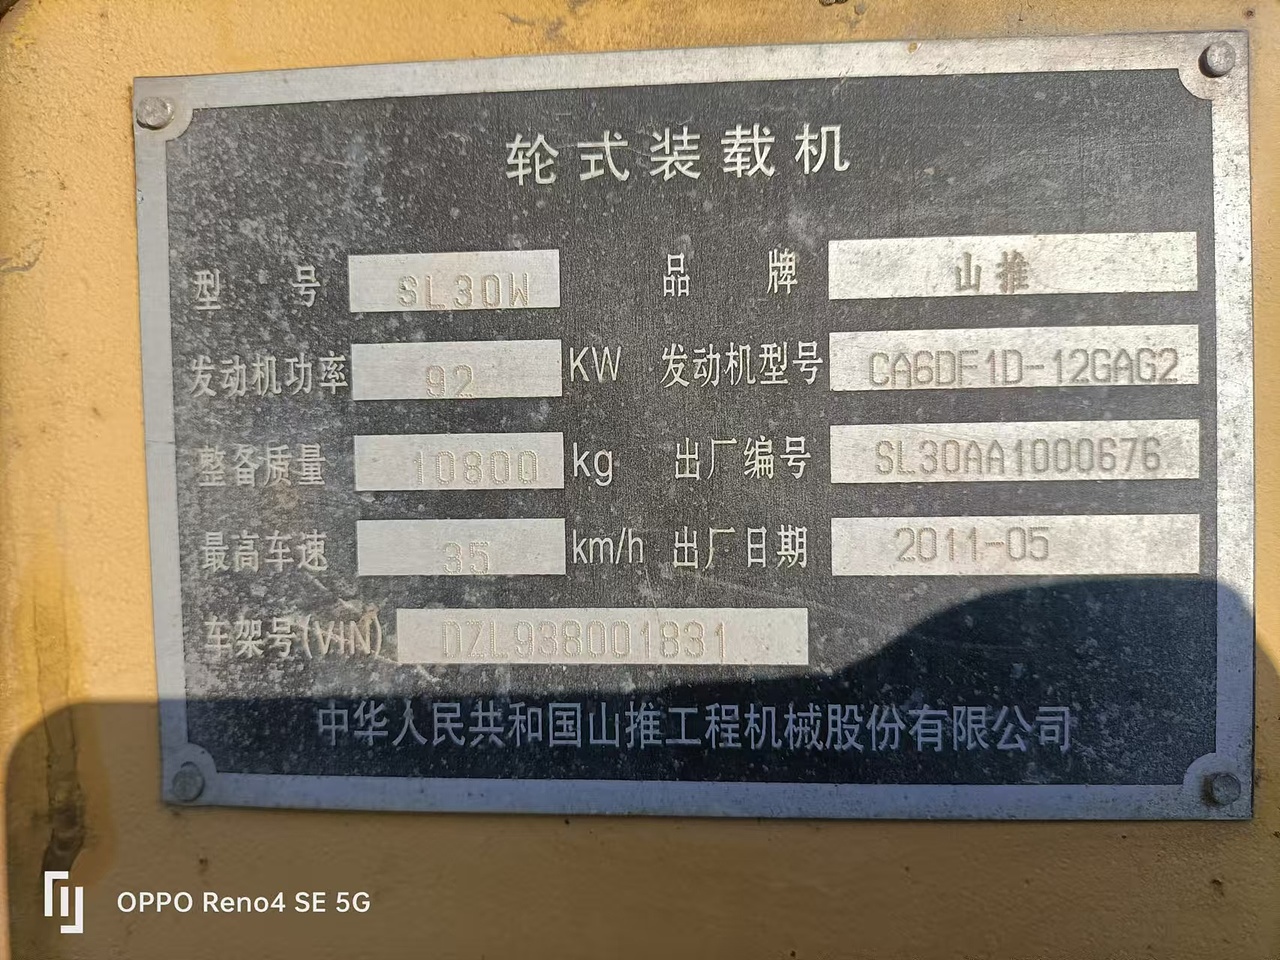 轮式装载机
型号 SL30W 品牌 山推
发动机功率 92 KW 发动机型号 CA6DF1D-12GAG2
整备质量 10800 kg 出厂编号 SL30AA1000676
最高车速 35 km/h 出厂日期 2011-05
车架号(VIN) DZL938001831
中华人民共和国山推工程机械股份有限公司
OPPO Reno4 SE 5G